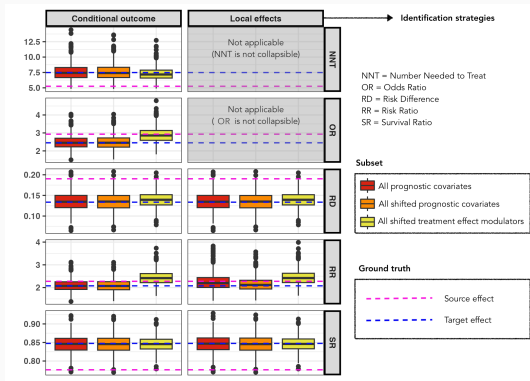 Conditional outcome Local effects Identification strategies
12.5
10.0
7.5
5.0
Not applicable
(NNT is not collapsible)
NNT
NNT = Number Needed to Treat
OR = Odds Ratio
RD = Risk Difference
RR = Risk Ratio
SR = Survival Ratio
4
3
2
Not applicable
( OR is not collapsible)
OR
Subset
All prognostic covariates
All shifted prognostic covariates
All shifted treatment effect modulators
0.20
0.15
0.10
RD
4
3
2
RR
Ground truth
Source effect
Target effect
0.90
0.85
0.80
SR